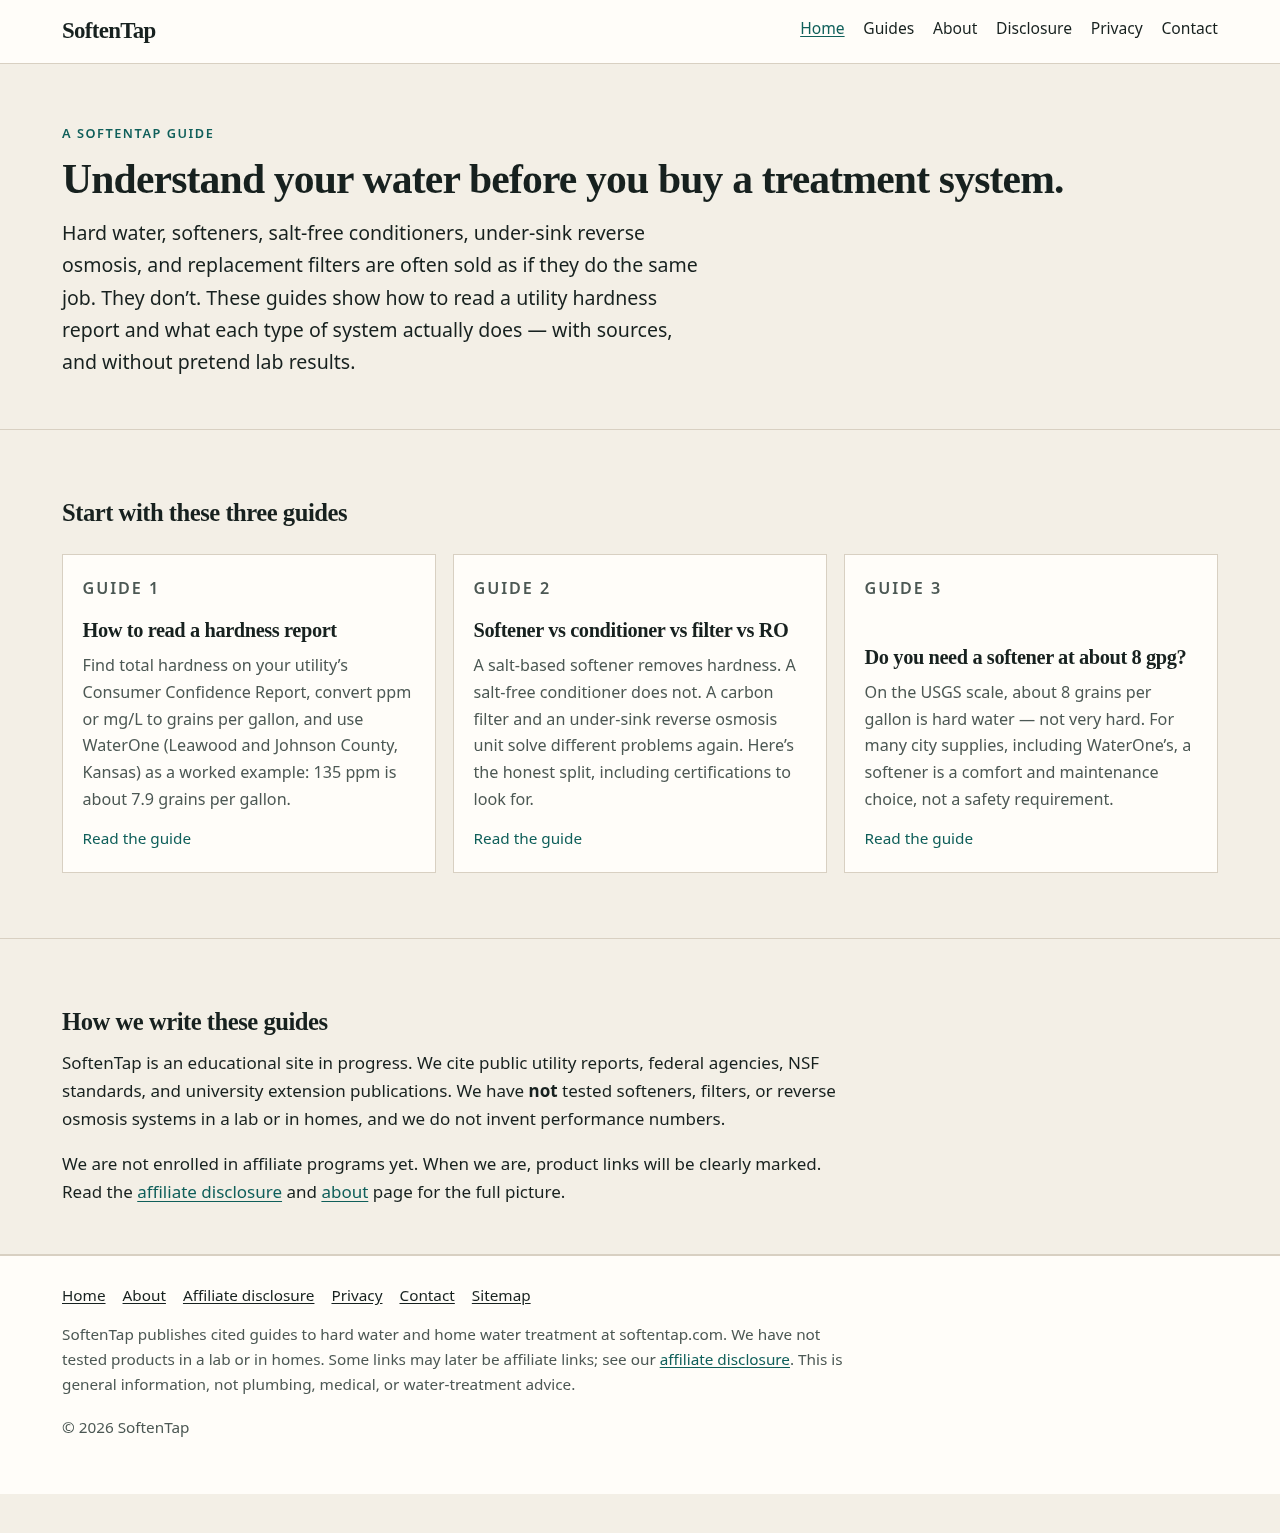 SoftenTap
Home Guides About Disclosure Privacy Contact
A SOFTENTAP GUIDE
Understand your water before you buy a treatment system.
Hard water, softeners, salt-free conditioners, under-sink reverse
osmosis, and replacement filters are often sold as if they do the same
job. They don’t. These guides show how to read a utility hardness
report and what each type of system actually does — with sources,
and without pretend lab results.
Start with these three guides
GUIDE 1
How to read a hardness report
Find total hardness on your utility’s
Consumer Confidence Report, convert ppm
or mg/L to grains per gallon, and use
WaterOne (Leawood and Johnson County,
Kansas) as a worked example: 135 ppm is
about 7.9 grains per gallon.
Read the guide
GUIDE 2
Softener vs conditioner vs filter vs RO
A salt-based softener removes hardness. A
salt-free conditioner does not. A carbon
filter and an under-sink reverse osmosis
unit solve different problems again. Here’s
the honest split, including certifications to
look for.
Read the guide
GUIDE 3
Do you need a softener at about 8 gpg?
On the USGS scale, about 8 grains per
gallon is hard water — not very hard. For
many city supplies, including WaterOne’s, a
softener is a comfort and maintenance
choice, not a safety requirement.
Read the guide
How we write these guides
SoftenTap is an educational site in progress. We cite public utility reports, federal agencies, NSF
standards, and university extension publications. We have not tested softeners, filters, or reverse
osmosis systems in a lab or in homes, and we do not invent performance numbers.
We are not enrolled in affiliate programs yet. When we are, product links will be clearly marked.
Read the affiliate disclosure and about page for the full picture.
Home About Affiliate disclosure Privacy Contact Sitemap
SoftenTap publishes cited guides to hard water and home water treatment at softentap.com. We have not
tested products in a lab or in homes. Some links may later be affiliate links; see our affiliate disclosure. This is
general information, not plumbing, medical, or water-treatment advice.
© 2026 SoftenTap